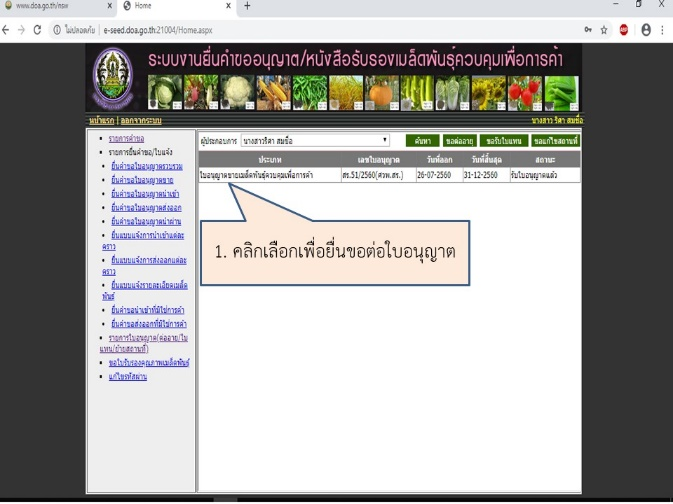 www.doa.go.th/nsw
Home
ไม่ปลอดภัย | e-seed.doa.go.th:21004/Home.aspx
ระบบงานยื่นคำขออนุญาต/หนังสือรับรองเมล็ดพันธุ์ควบคุมเพื่อการค้า
หน้าแรก | ออกจากระบบ
นางสาว ริศา สมซื่อ
รายการคำขอ
รายการยื่นคำขอ/ใบแจ้ง
ยื่นคำขอใบอนุญาตรวบรวม
ยื่นคำขอใบอนุญาตขาย
ยื่นคำขอใบอนุญาตนำเข้า
ยื่นคำขอใบอนุญาตส่งออก
ยื่นคำขอใบอนุญาตนำผ่าน
ยื่นแบบแจ้งการนำเข้าแต่ละ
คราว
ยื่นแบบแจ้งการส่งออกแต่ละ
คราว
ยื่นแบบแจ้งรายละเอียดเมล็ด
พันธุ์
ยื่นคำขอนำเข้าที่มิใช่การค้า
ยื่นคำขอส่งออกที่มิใช่การค้า
รายการใบอนุญาต(ต่ออายุ/ใบ
แทน/ย้ายสถานที่)
ขอใบรับรองคุณภาพเมล็ดพันธุ์
แก้ไขรหัสผ่าน
ผู้ประกอบการ นางสาวริศา สมซื่อ ค้นหา ขอต่ออายุ ขอรับใบแทน ขอแก้ไขสถานที่
ประเภท เลขใบอนุญาต วันที่ออก วันที่สิ้นสุด สถานะ
ใบอนุญาตขายเมล็ดพันธุ์ควบคุมเพื่อการค้า สร.51/2560(ศวพ.สร.) 26-07-2560 31-12-2560 รับใบอนุญาตแล้ว
1. คลิกเลือกเพื่อยื่นขอต่อใบอนุญาต